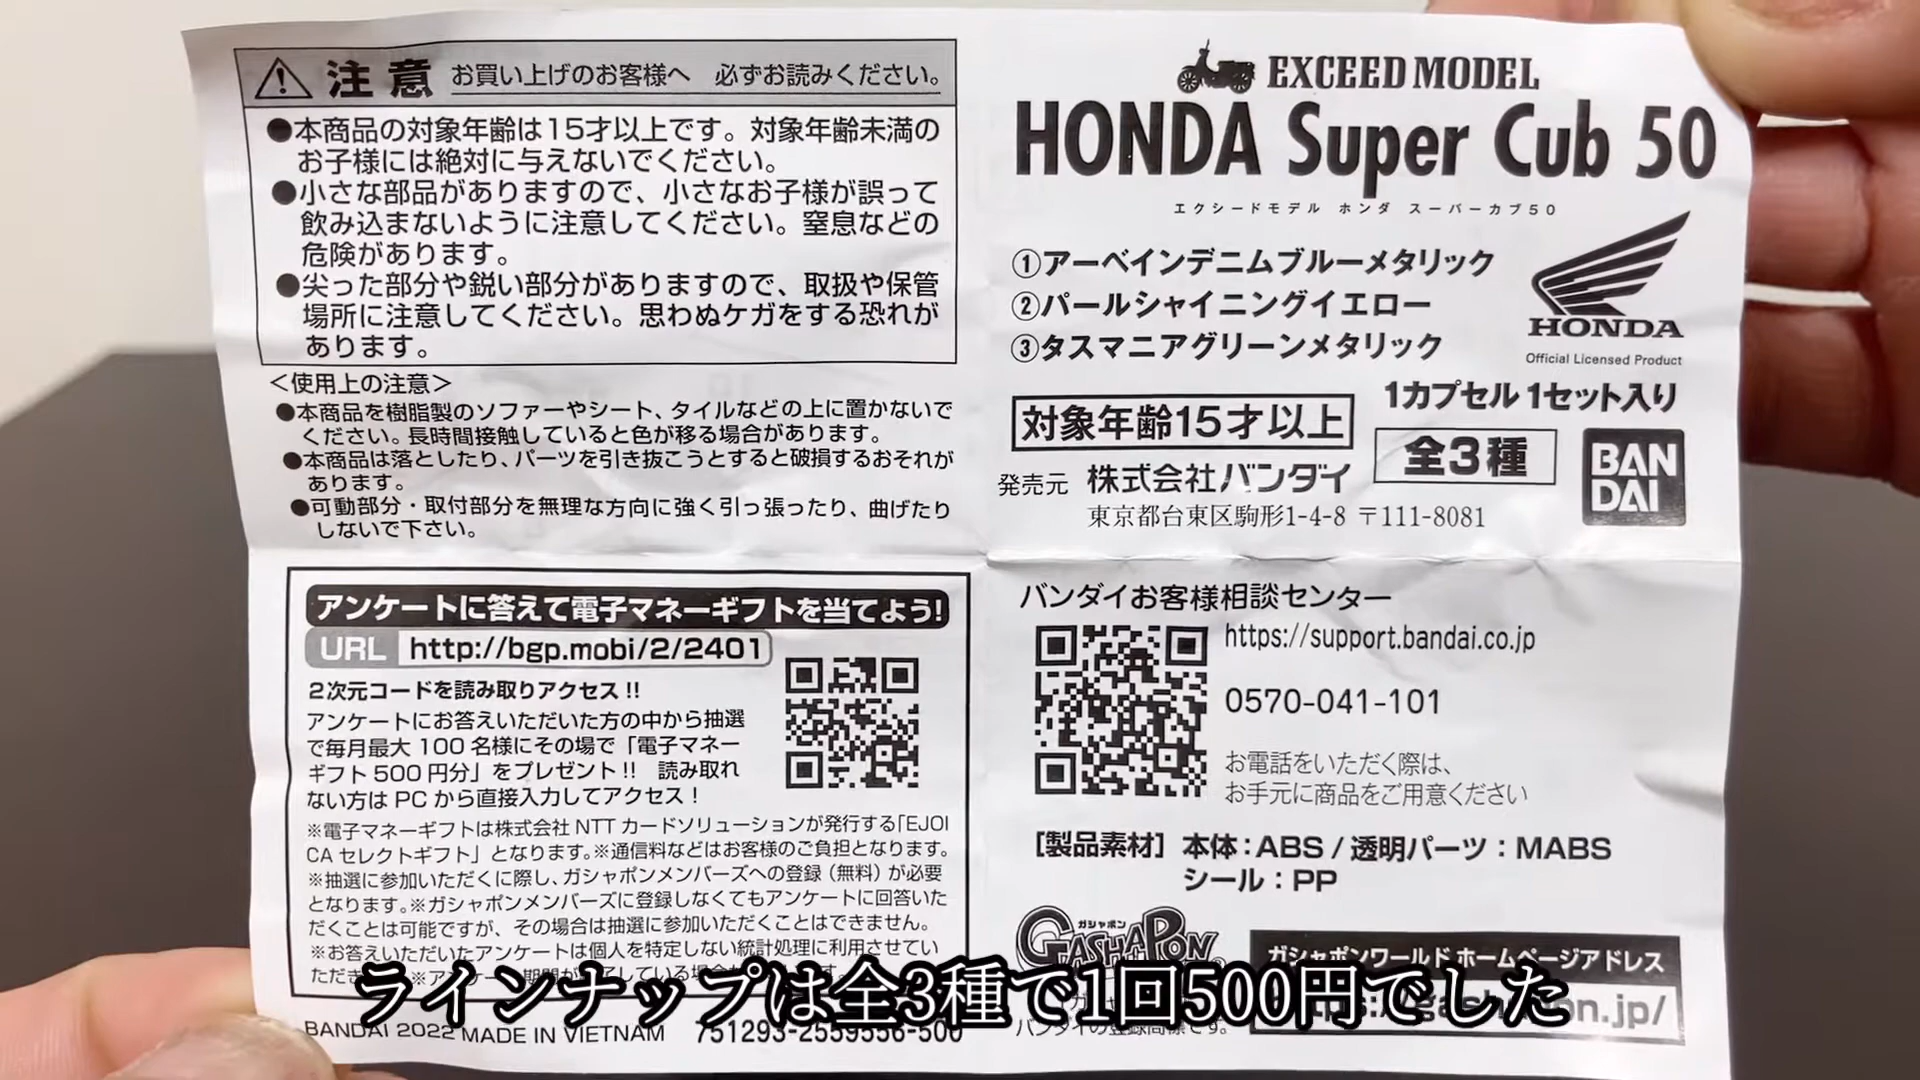 注意 お買い上げのお客様へ 必ずお読みください。
●本商品の対象年齢は15才以上です。対象年齢未満の
お子様には絶対に与えないでください。
●小さな部品がありますので、小さなお子様が誤って
飲み込まないように注意してください。窒息などの
危険があります。
●尖った部分や鋭い部分がありますので、取扱や保管
場所に注意してください。思わぬケガをする恐れが
あります。
<使用上の注意>
●本商品を樹脂製のソファーやシート、タイルなどの上に置かないで
ください。長時間接触していると色が移る場合があります。
●本商品は落としたり、パーツを引き抜こうとすると破損するおそれが
あります。
●可動部分・取付部分を無理な方向に強く引っ張ったり、曲げたり
しないで下さい。
アンケートに答えて電子マネーギフトを当てよう!
URL http://bgp.mobi/2/2401
2次元コードを読み取りアクセス!!
アンケートにお答えいただいた方の中から抽選
で毎月最大100名様にその場で「電子マネー
ギフト500円分」をプレゼント!! 読み取れ
ない方はPCから直接入力してアクセス!
※電子マネーギフトは株式会社NTTカードソリューションが発行する「EJOI
CAセレクトギフト」となります。※通信料などはお客様のご負担となります。
※抽選に参加いただくに際し、ガシャポンメンバーズへの登録(無料)が必要
となります。※ガシャポンメンバーズに登録しなくてもアンケートに回答いた
だくことは可能ですが、その場合は抽選に参加いただくことはできません。
※お答えいただいたアンケートは個人を特定しない統計処理に利用させてい
BANDAI 2022 MADE IN VIETNAM 751293-2559556-500
EXCEED MODEL
HONDA Super Cub 50
エクシードモデル ホンダ スーパーカブ50
①アーベインデニムブルーメタリック
②パールシャイニングイエロー
③タスマニアグリーンメタリック
HONDA
Official Licensed Product
1カプセル1セット入り
対象年齢15才以上
全3種
BAN
DAI
発売元 株式会社バンダイ
東京都台東区駒形1-4-8 〒111-8081
バンダイお客様相談センター
https://support.bandai.co.jp
0570-041-101
お電話をいただく際は、
お手元に商品をご用意ください
[製品素材] 本体:ABS / 透明パーツ:MABS
シール:PP
ガシャポン
GASHAPON
ガシャポンワールド ホームページアドレス
ラインナップは全3種で1回500円でした